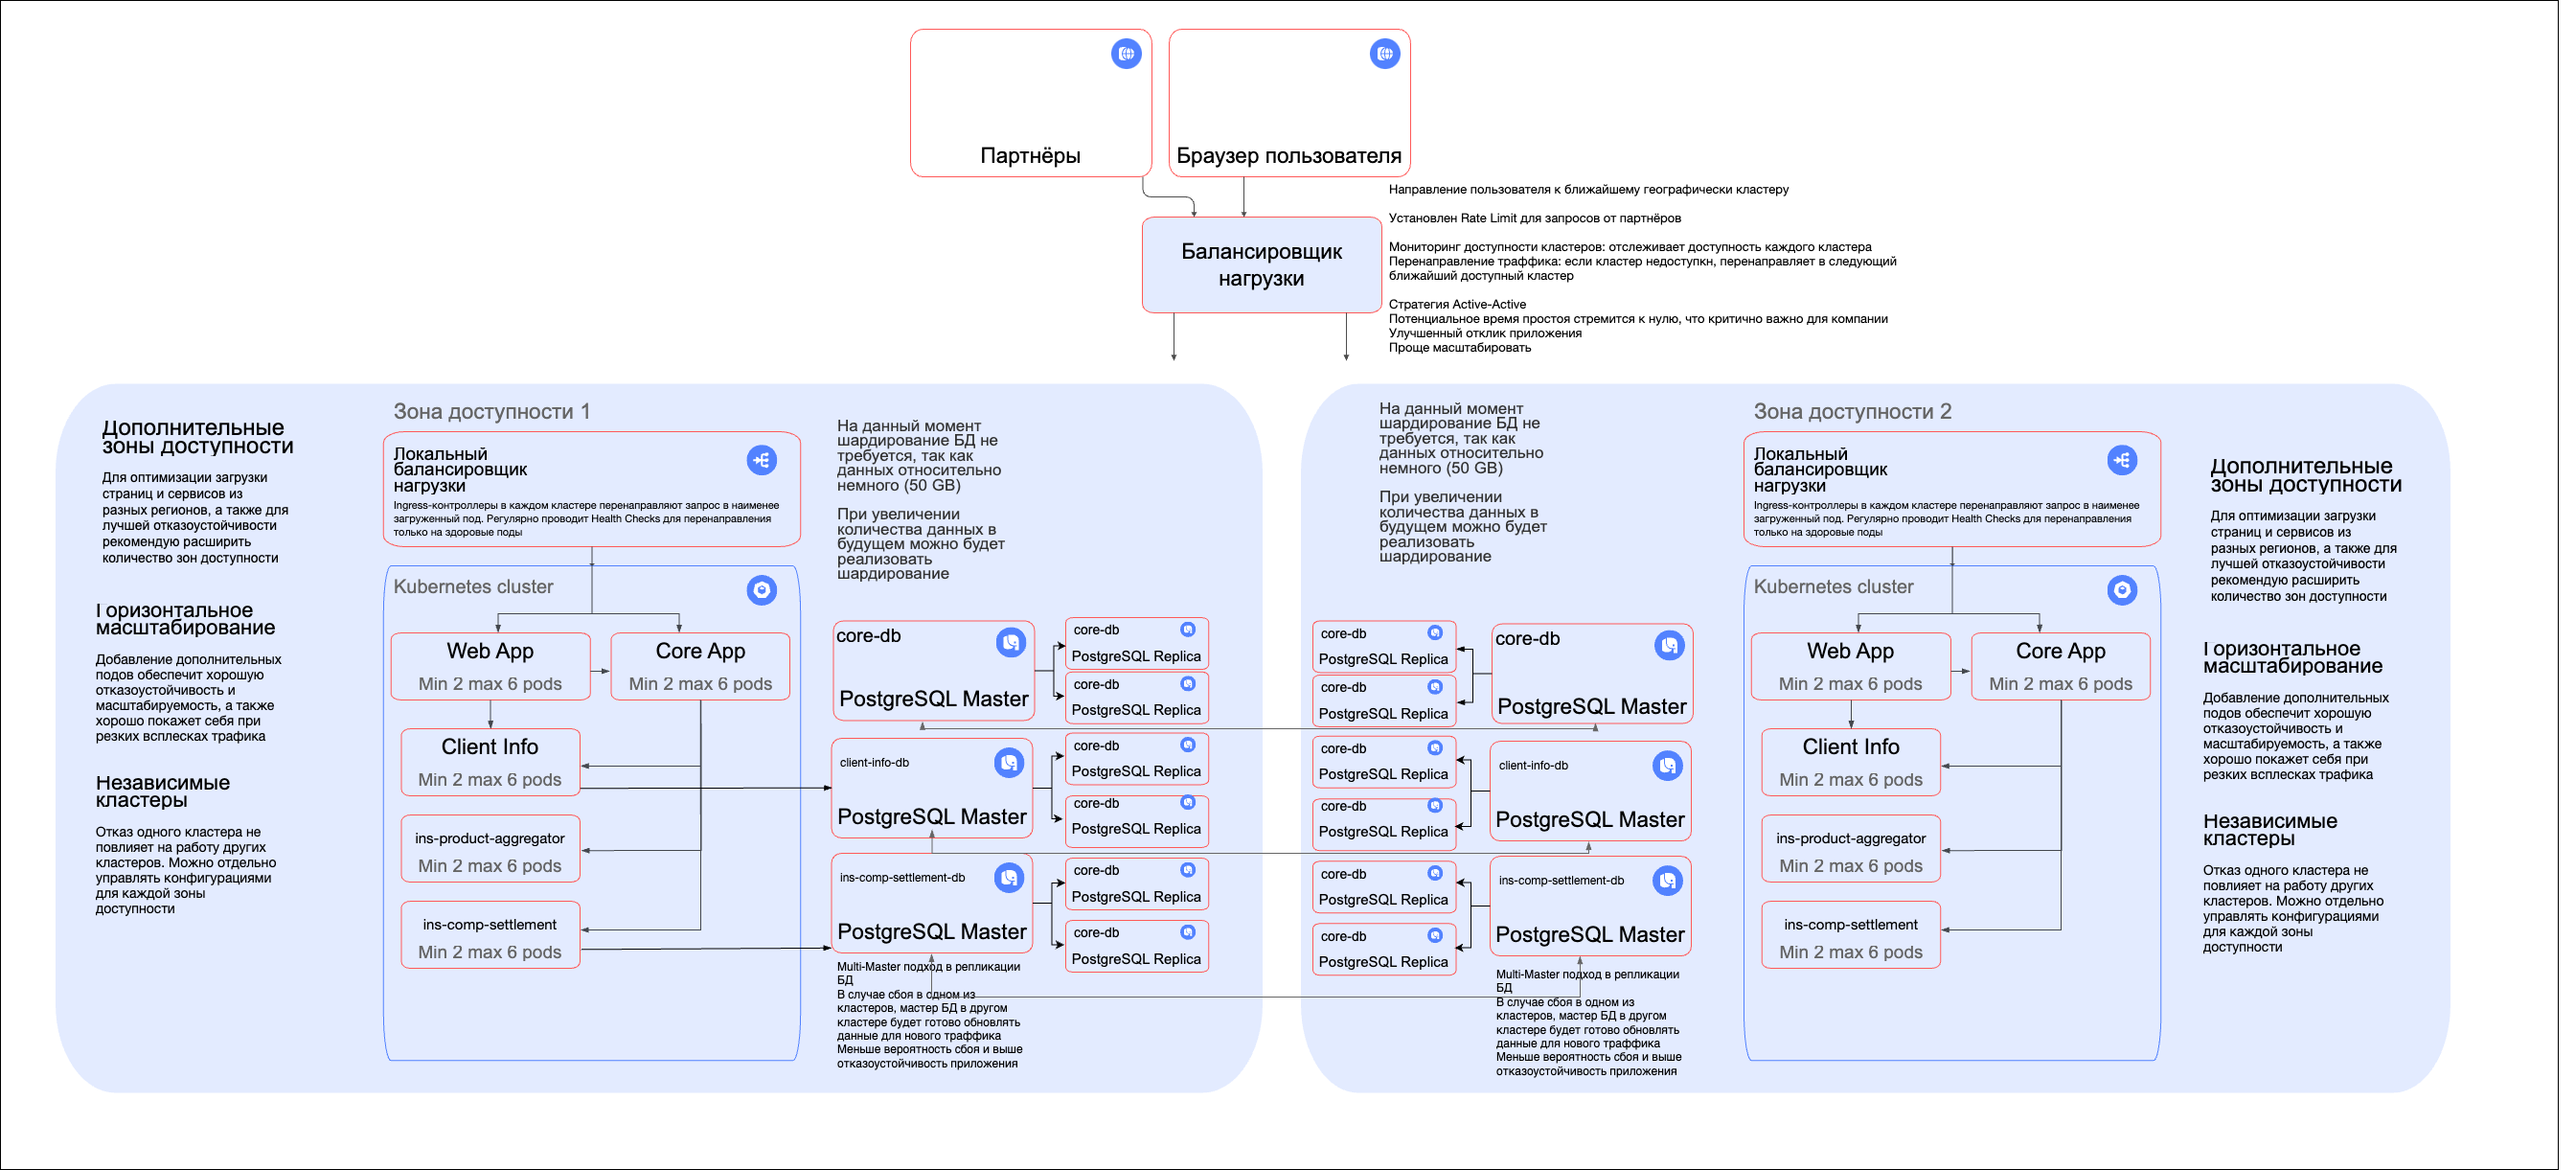 Партнёры
Браузер пользователя
Направление пользователя к ближайшему географически кластеру
Установлен Rate Limit для запросов от партнёров
Мониторинг доступности кластеров: отслеживает доступность каждого кластера
Перенаправление траффика: если кластер недоступкн, перенаправляет в следующий
ближайший доступный кластер
Стратегия Active-Active
Потенциальное время простоя стремится к нулю, что критично важно для компании
Улучшенный отклик приложения
Проще масштабировать
Балансировщик
нагрузки
Дополнительные
зоны доступности
Для оптимизации загрузки
страниц и сервисов из
разных регионов, а также для
лучшей отказоустойчивости
рекомендую расширить
количество зон доступности
Горизонтальное
масштабирование
Добавление дополнительных
подов обеспечит хорошую
отказоустойчивость и
масштабируемость, а также
хорошо покажет себя при
резких всплесках трафика
Независимые
кластеры
Отказ одного кластера не
повлияет на работу других
кластеров. Можно отдельно
управлять конфигурациями
для каждой зоны
доступности
Зона доступности 1
Локальный
балансировщик
нагрузки
Ingress-контроллеры в каждом кластере перенаправляют запрос в наименее
загруженный под. Регулярно проводит Health Checks для перенаправления
только на здоровые поды
Kubernetes cluster
Web App
Min 2 max 6 pods
Core App
Min 2 max 6 pods
Client Info
Min 2 max 6 pods
ins-product-aggregator
Min 2 max 6 pods
ins-comp-settlement
Min 2 max 6 pods
На данный момент
шардирование БД не
требуется, так как
данных относительно
немного (50 GB)
При увеличении
количества данных в
будущем можно будет
реализовать
шардирование
core-db
PostgreSQL Master
core-db
PostgreSQL Replica
core-db
PostgreSQL Replica
client-info-db
PostgreSQL Master
core-db
PostgreSQL Replica
core-db
PostgreSQL Replica
ins-comp-settlement-db
PostgreSQL Master
core-db
PostgreSQL Replica
core-db
PostgreSQL Replica
Multi-Master подход в репликации
БД
В случае сбоя в одном из
кластеров, мастер БД в другом
кластере будет готово обновлять
данные для нового траффика
Меньше вероятность сбоя и выше
отказоустойчивость приложения
На данный момент
шардирование БД не
требуется, так как
данных относительно
немного (50 GB)
При увеличении
количества данных в
будущем можно будет
реализовать
шардирование
core-db
PostgreSQL Replica
core-db
PostgreSQL Replica
core-db
PostgreSQL Master
core-db
PostgreSQL Replica
core-db
PostgreSQL Replica
client-info-db
PostgreSQL Master
core-db
PostgreSQL Replica
core-db
PostgreSQL Replica
ins-comp-settlement-db
PostgreSQL Master
Multi-Master подход в репликации
БД
В случае сбоя в одном из
кластеров, мастер БД в другом
кластере будет готово обновлять
данные для нового траффика
Меньше вероятность сбоя и выше
отказоустойчивость приложения
Зона доступности 2
Локальный
балансировщик
нагрузки
Ingress-контроллеры в каждом кластере перенаправляют запрос в наименее
загруженный под. Регулярно проводит Health Checks для перенаправления
только на здоровые поды
Kubernetes cluster
Web App
Min 2 max 6 pods
Core App
Min 2 max 6 pods
Client Info
Min 2 max 6 pods
ins-product-aggregator
Min 2 max 6 pods
ins-comp-settlement
Min 2 max 6 pods
Дополнительные
зоны доступности
Для оптимизации загрузки
страниц и сервисов из
разных регионов, а также для
лучшей отказоустойчивости
рекомендую расширить
количество зон доступности
Горизонтальное
масштабирование
Добавление дополнительных
подов обеспечит хорошую
отказоустойчивость и
масштабируемость, а также
хорошо покажет себя при
резких всплесках трафика
Независимые
кластеры
Отказ одного кластера не
повлияет на работу других
кластеров. Можно отдельно
управлять конфигурациями
для каждой зоны
доступности